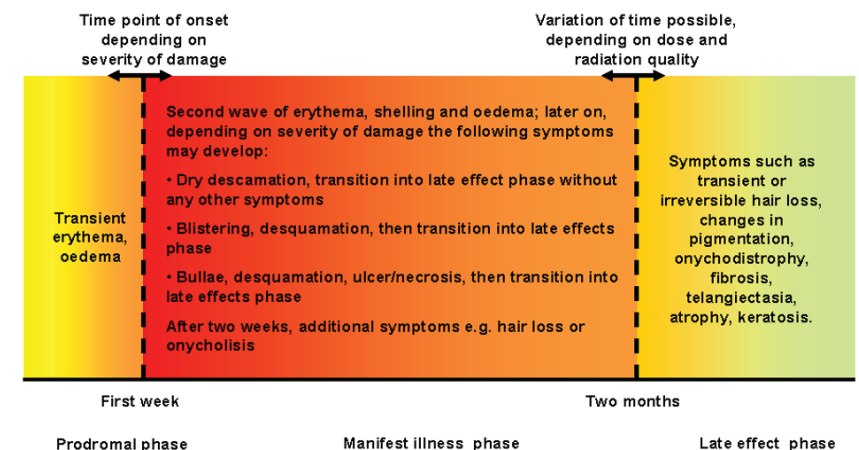 Time point of onset
depending on
severity of damage
Variation of time possible,
depending on dose and
radiation quality
Transient
erythema,
oedema
Second wave of erythema, shelling and oedema; later on,
depending on severity of damage the following symptoms
may develop:
• Dry descamation, transition into late effect phase without
any other symptoms
• Blistering, desquamation, then transition into late effects
phase
• Bullae, desquamation, ulcer/necrosis, then transition into
late effects phase
After two weeks, additional symptoms e.g. hair loss or
onycholisis
Symptoms such as
transient or
irreversible hair loss,
changes in
pigmentation,
onychodistrophy,
fibrosis,
telangiectasia,
atrophy, keratosis.
First week
Two months
Prodromal phase
Manifest illness phase
Late effect phase